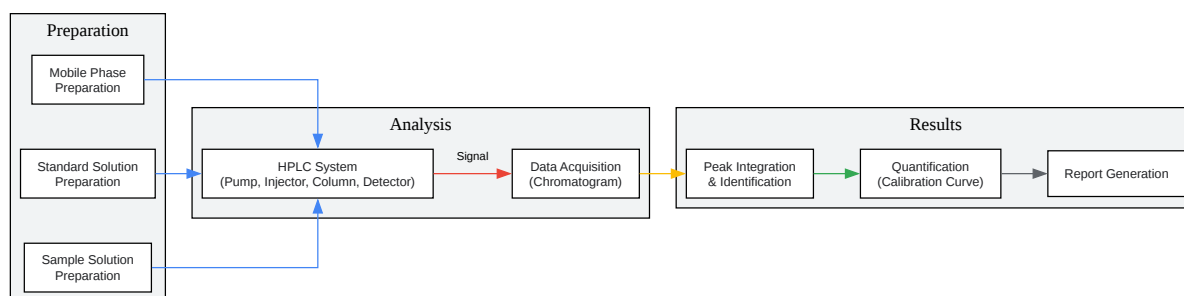 Preparation
Mobile Phase
Preparation
Standard Solution
Preparation
Sample Solution
Preparation
Analysis
HPLC System
(Pump, Injector, Column, Detector)
Signal
Data Acquisition
(Chromatogram)
Results
Peak Integration
& Identification
Quantification
(Calibration Curve)
Report Generation